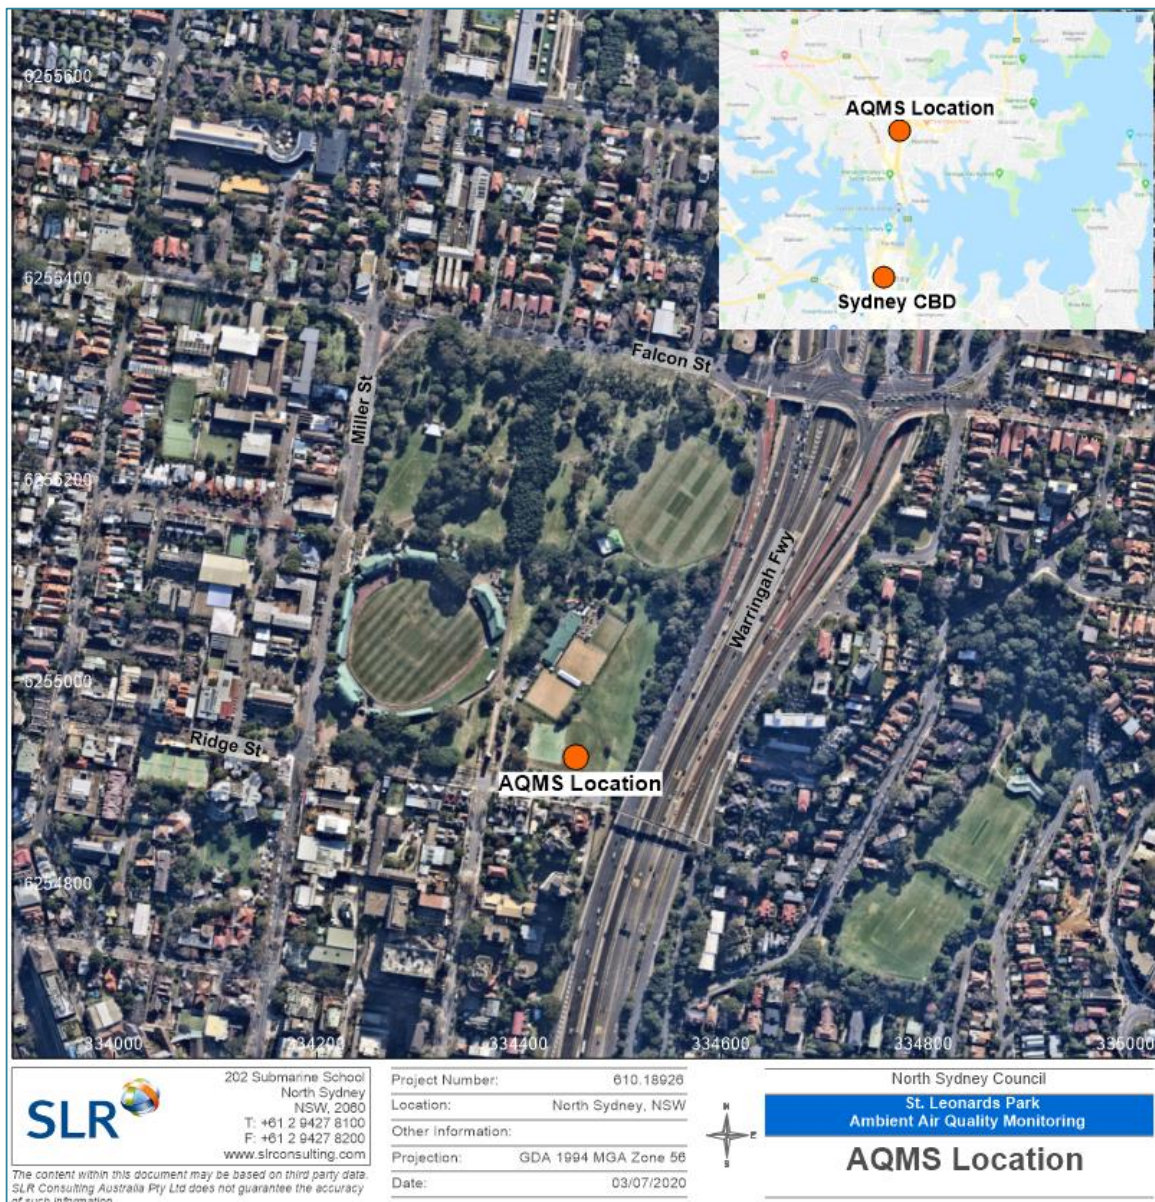 AQMS Location
Sydney CBD
6255600
6255400
Falcon St
Miller St
6255200
Warringah Fwy
6255000
Ridge St
AQMS Location
6254800
334000
334200
334400
334600
334800
335000
SLR
202 Submarine School
North Sydney
NSW, 2060
T: +61 2 9427 8100
F: +61 2 9427 8200
www.slrconsulting.com
The content within this document may be based on third party data.
SLR Consulting Australia Pty Ltd does not guarantee the accuracy
of such information.
Project Number: 610.18926
Location: North Sydney, NSW
Other Information:
Projection: GDA 1994 MGA Zone 56
Date: 03/07/2020
N
E
S
North Sydney Council
St. Leonards Park
Ambient Air Quality Monitoring
AQMS Location